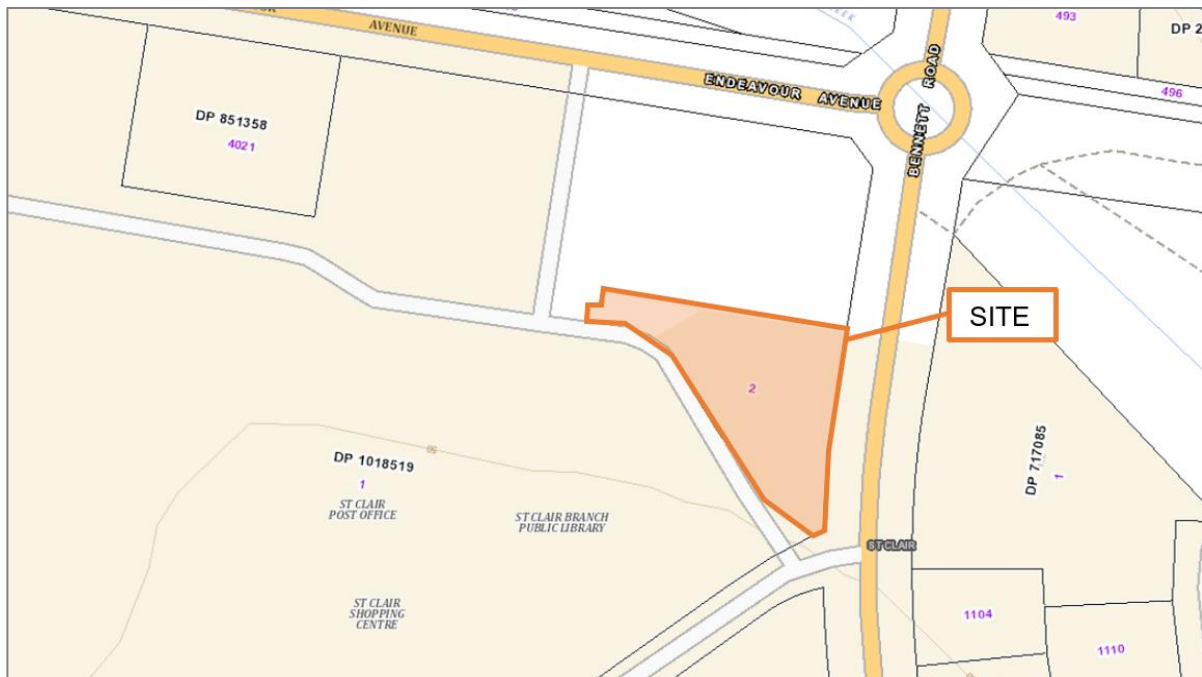 AVENUE
493
DP 2
ENDEAVOUR AVENUE
BENNETT ROAD
496
DP 851358
4021
SITE
2
DP 1018519
50
1
ST CLAIR
POST OFFICE
ST CLAIR BRANCH
PUBLIC LIBRARY
DP 717085
1
ST CLAIR
ST CLAIR
SHOPPING
CENTRE
1104
1110